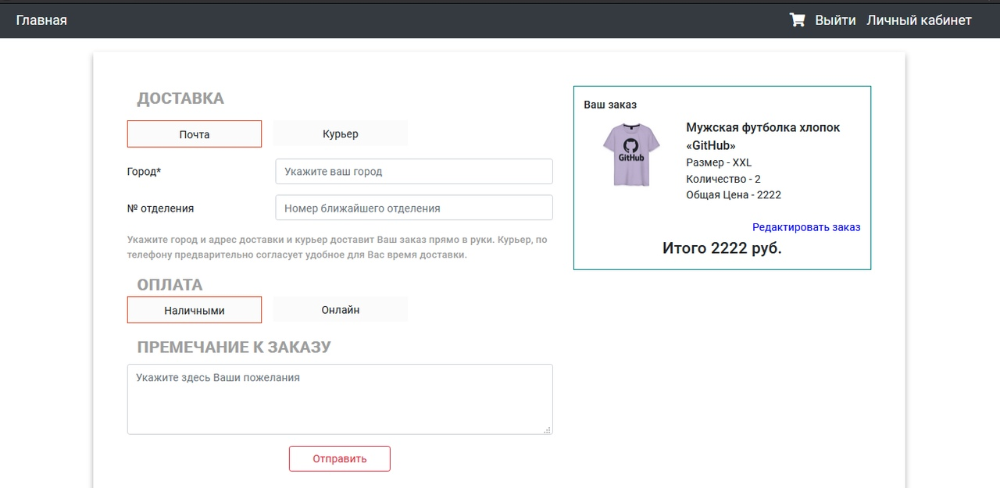 Главная
Выйти Личный кабинет
ДОСТАВКА
Почта
Курьер
Город*
Укажите ваш город
№ отделения
Номер ближайшего отделения
Укажите город и адрес доставки и курьер доставит Ваш заказ прямо в руки. Курьер, по
телефону предварительно согласует удобное для Вас время доставки.
ОПЛАТА
Наличными
Онлайн
ПРЕМЕЧАНИЕ К ЗАКАЗУ
Укажите здесь Ваши пожелания
Отправить
Ваш заказ
GitHub
Мужская футболка хлопок
«GitHub»
Размер - XXL
Количество - 2
Общая Цена - 2222
Редактировать заказ
Итого 2222 руб.